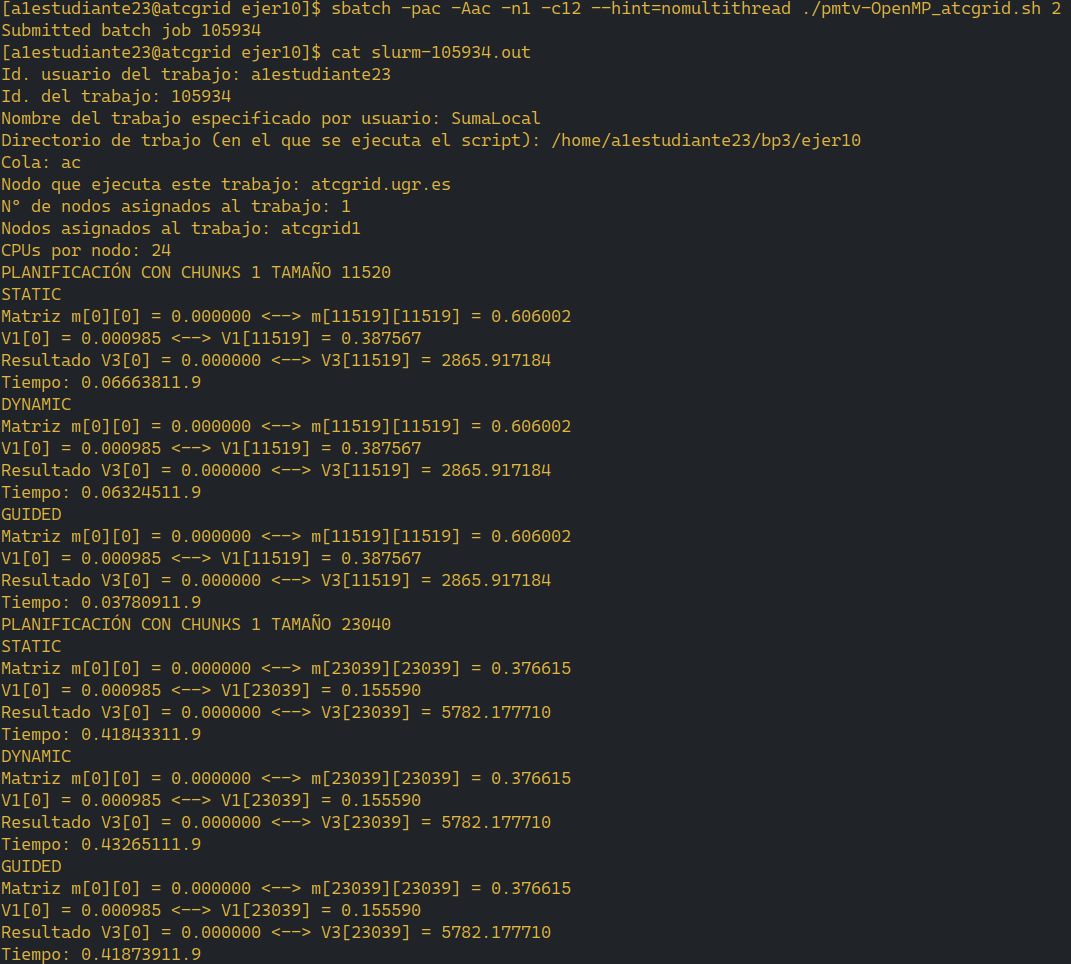 [a1estudiante23@atcgrid ejer10]$ sbatch -pac -Aac -n1 -c12 --hint=nomultithread ./pmtv-OpenMP_atcgrid.sh 2
Submitted batch job 105934
[a1estudiante23@atcgrid ejer10]$ cat slurm-105934.out
Id. usuario del trabajo: a1estudiante23
Id. del trabajo: 105934
Nombre del trabajo especificado por usuario: SumaLocal
Directorio de trbajo (en el que se ejecuta el script): /home/a1estudiante23/bp3/ejer10
Cola: ac
Nodo que ejecuta este trabajo: atcgrid.ugr.es
Nº de nodos asignados al trabajo: 1
Nodos asignados al trabajo: atcgrid1
CPUs por nodo: 24
PLANIFICACIÓN CON CHUNKS 1 TAMAÑO 11520
STATIC
Matriz m[0][0] = 0.000000 <--> m[11519][11519] = 0.606002
V1[0] = 0.000985 <--> V1[11519] = 0.387567
Resultado V3[0] = 0.000000 <--> V3[11519] = 2865.917184
Tiempo: 0.06663811.9
DYNAMIC
Matriz m[0][0] = 0.000000 <--> m[11519][11519] = 0.606002
V1[0] = 0.000985 <--> V1[11519] = 0.387567
Resultado V3[0] = 0.000000 <--> V3[11519] = 2865.917184
Tiempo: 0.06324511.9
GUIDED
Matriz m[0][0] = 0.000000 <--> m[11519][11519] = 0.606002
V1[0] = 0.000985 <--> V1[11519] = 0.387567
Resultado V3[0] = 0.000000 <--> V3[11519] = 2865.917184
Tiempo: 0.03780911.9
PLANIFICACIÓN CON CHUNKS 1 TAMAÑO 23040
STATIC
Matriz m[0][0] = 0.000000 <--> m[23039][23039] = 0.376615
V1[0] = 0.000985 <--> V1[23039] = 0.155590
Resultado V3[0] = 0.000000 <--> V3[23039] = 5782.177710
Tiempo: 0.41843311.9
DYNAMIC
Matriz m[0][0] = 0.000000 <--> m[23039][23039] = 0.376615
V1[0] = 0.000985 <--> V1[23039] = 0.155590
Resultado V3[0] = 0.000000 <--> V3[23039] = 5782.177710
Tiempo: 0.43265111.9
GUIDED
Matriz m[0][0] = 0.000000 <--> m[23039][23039] = 0.376615
V1[0] = 0.000985 <--> V1[23039] = 0.155590
Resultado V3[0] = 0.000000 <--> V3[23039] = 5782.177710
Tiempo: 0.41873911.9